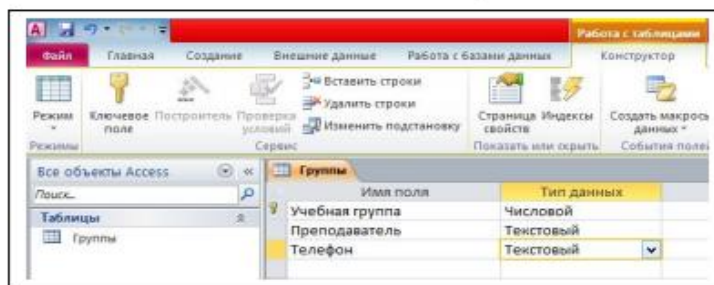 Работа с таблицами
Файл Главная Создание Внешние данные Работа с базами данных Конструктор
Режим
Ключевое поле
Построитель
Проверка условий
Вставить строки
Удалить строки
Изменить подстановку
Страница свойств
Индексы
Создать макросы данных
Режимы Сервис Показать или скрыть События полей
Все объекты Access
Поиск...
Таблицы
Группы
Группы
Имя поля Тип данных
Учебная группа Числовой
Преподаватель Текстовый
Телефон Текстовый